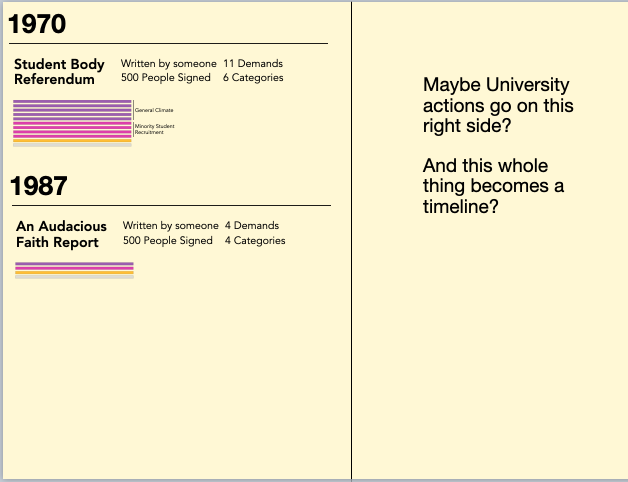 1970
Student Body
Referendum
Written by someone 11 Demands
500 People Signed 6 Categories
General Climate
Minority Student
Recruitment
1987
An Audacious
Faith Report
Written by someone 4 Demands
500 People Signed 4 Categories
Maybe University
actions go on this
right side?
And this whole
thing becomes a
timeline?